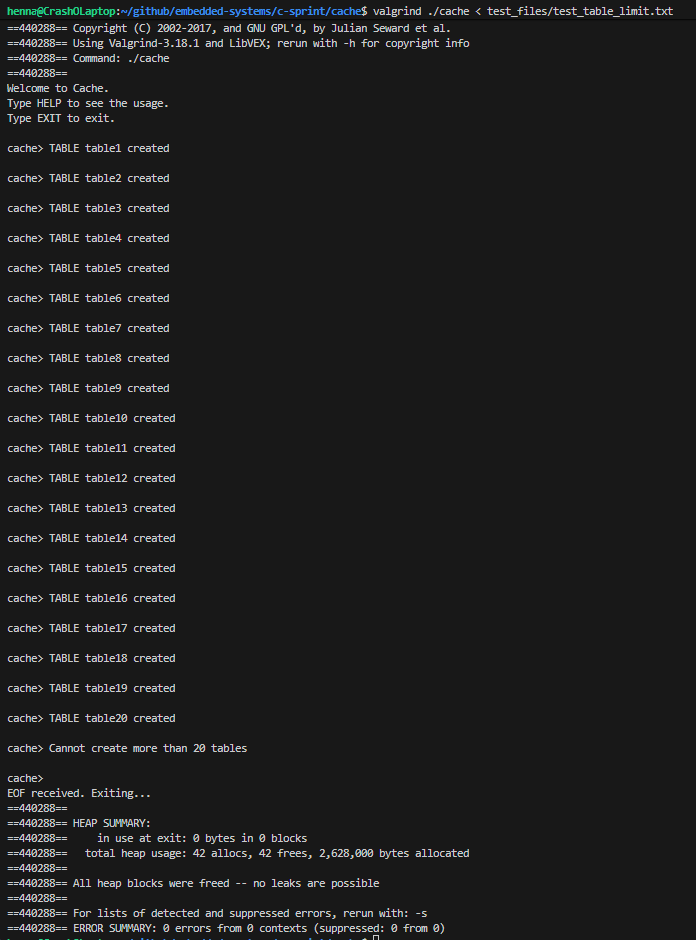 henna@CrashOLaptop:~/github/embedded-systems/c-sprint/cache$ valgrind ./cache < test_files/test_table_limit.txt
==440288== Copyright (C) 2002-2017, and GNU GPL'd, by Julian Seward et al.
==440288== Using Valgrind-3.18.1 and LibVEX; rerun with -h for copyright info
==440288== Command: ./cache
==440288==
Welcome to Cache.
Type HELP to see the usage.
Type EXIT to exit.
cache> TABLE table1 created
cache> TABLE table2 created
cache> TABLE table3 created
cache> TABLE table4 created
cache> TABLE table5 created
cache> TABLE table6 created
cache> TABLE table7 created
cache> TABLE table8 created
cache> TABLE table9 created
cache> TABLE table10 created
cache> TABLE table11 created
cache> TABLE table12 created
cache> TABLE table13 created
cache> TABLE table14 created
cache> TABLE table15 created
cache> TABLE table16 created
cache> TABLE table17 created
cache> TABLE table18 created
cache> TABLE table19 created
cache> TABLE table20 created
cache> Cannot create more than 20 tables
cache>
EOF received. Exiting...
==440288==
==440288== HEAP SUMMARY:
==440288==     in use at exit: 0 bytes in 0 blocks
==440288==   total heap usage: 42 allocs, 42 frees, 2,628,000 bytes allocated
==440288==
==440288== All heap blocks were freed -- no leaks are possible
==440288==
==440288== For lists of detected and suppressed errors, rerun with: -s
==440288== ERROR SUMMARY: 0 errors from 0 contexts (suppressed: 0 from 0)